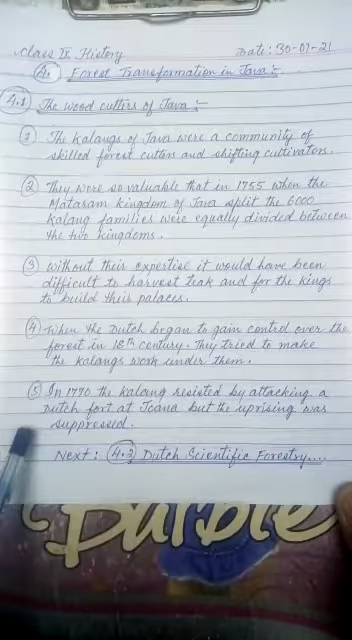 Class IX History Date: 30-07-21
4. Forest Transformation in Java :-
4.1 The wood cutters of Java :-
1 The Kalangs of Java were a community of
skilled forest cutters and shifting cultivators.
2 They were so valuable that in 1755 when the
Mataram kingdom of Java split the 6000
Kalang families were equally divided between
the two kingdoms.
3 Without their expertise it would have been
difficult to harvest teak and for the kings
to build their palaces.
4 When the Dutch began to gain control over the
forest in 18th century. They tried to make
the Kalangs work under them.
5 In 1770 the kalang resisted by attacking a
Dutch fort at Joana but the uprising was
suppressed.
Next: 4.2 Dutch Scientific Forestry....
Barbie